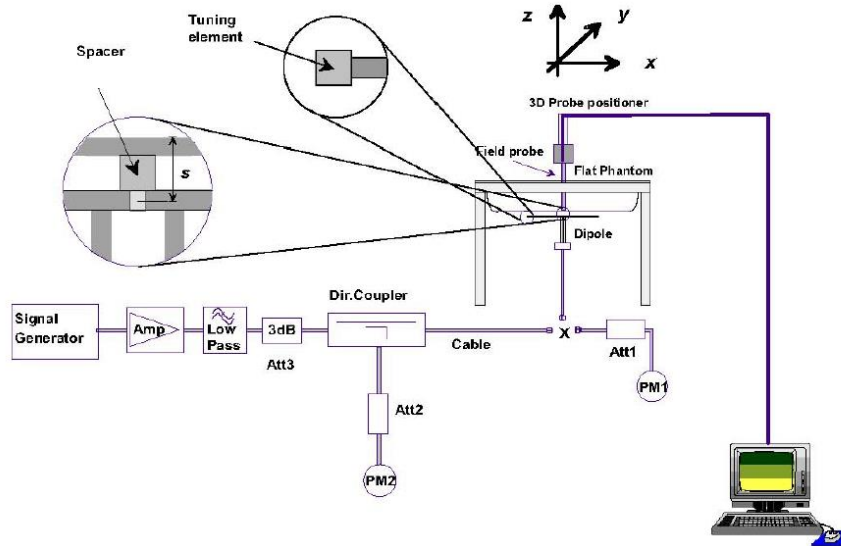 Tuning
element
Spacer
s
z
y
x
3D Probe positioner
Field probe
Flat Phantom
Dipole
Dir.Coupler
Signal
Generator
Amp
Low
Pass
3dB
Att3
Cable
X
Att1
PM1
Att2
PM2